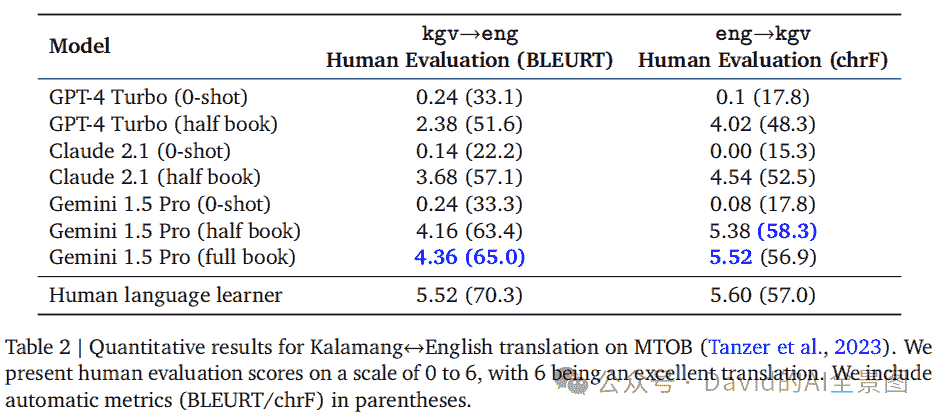 Model kgv→eng eng→kgv
Human Evaluation (BLEURT) Human Evaluation (chrF)
GPT-4 Turbo (0-shot) 0.24 (33.1) 0.1 (17.8)
GPT-4 Turbo (half book) 2.38 (51.6) 4.02 (48.3)
Claude 2.1 (0-shot) 0.14 (22.2) 0.00 (15.3)
Claude 2.1 (half book) 3.68 (57.1) 4.54 (52.5)
Gemini 1.5 Pro (0-shot) 0.24 (33.3) 0.08 (17.8)
Gemini 1.5 Pro (half book) 4.16 (63.4) 5.38 (58.3)
Gemini 1.5 Pro (full book) 4.36 (65.0) 5.52 (56.9)
Human language learner 5.52 (70.3) 5.60 (57.0)
Table 2 | Quantitative results for Kalamang↔English translation on MTOB (Tanzer et al., 2023). We
present human evaluation scores on a scale of 0 to 6, with 6 being an excellent translation. We include
automatic metrics (BLEURT/chrF) in parentheses.
公众号 · David的AI全景图